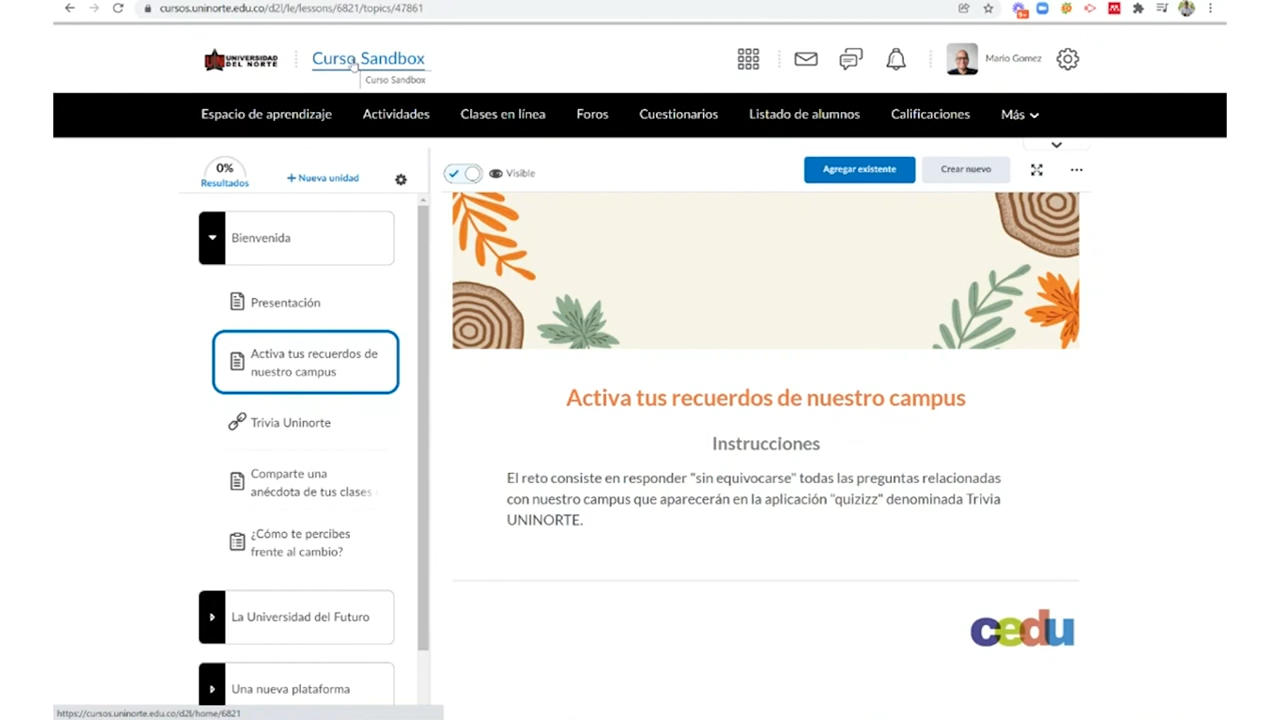 cursos.uninorte.edu.co/d2l/le/lessons/6821/topics/47861
UNIVERSIDAD
DEL NORTE
Curso Sandbox
Curso Sandbox
Mario Gomez
Espacio de aprendizaje
Actividades
Clases en línea
Foros
Cuestionarios
Listado de alumnos
Calificaciones
Más
0%
Resultados
+ Nueva unidad
Visible
Agregar existente
Crear nuevo
Bienvenida
Presentación
Activa tus recuerdos de
nuestro campus
Trivia Uninorte
Comparte una
anécdota de tus clases
¿Cómo te percibes
frente al cambio?
La Universidad del Futuro
Una nueva plataforma
Activa tus recuerdos de nuestro campus
Instrucciones
El reto consiste en responder "sin equivocarse" todas las preguntas relacionadas
con nuestro campus que aparecerán en la aplicación "quizizz" denominada Trivia
UNINORTE.
cedu
https://cursos.uninorte.edu.co/d2l/home/6821